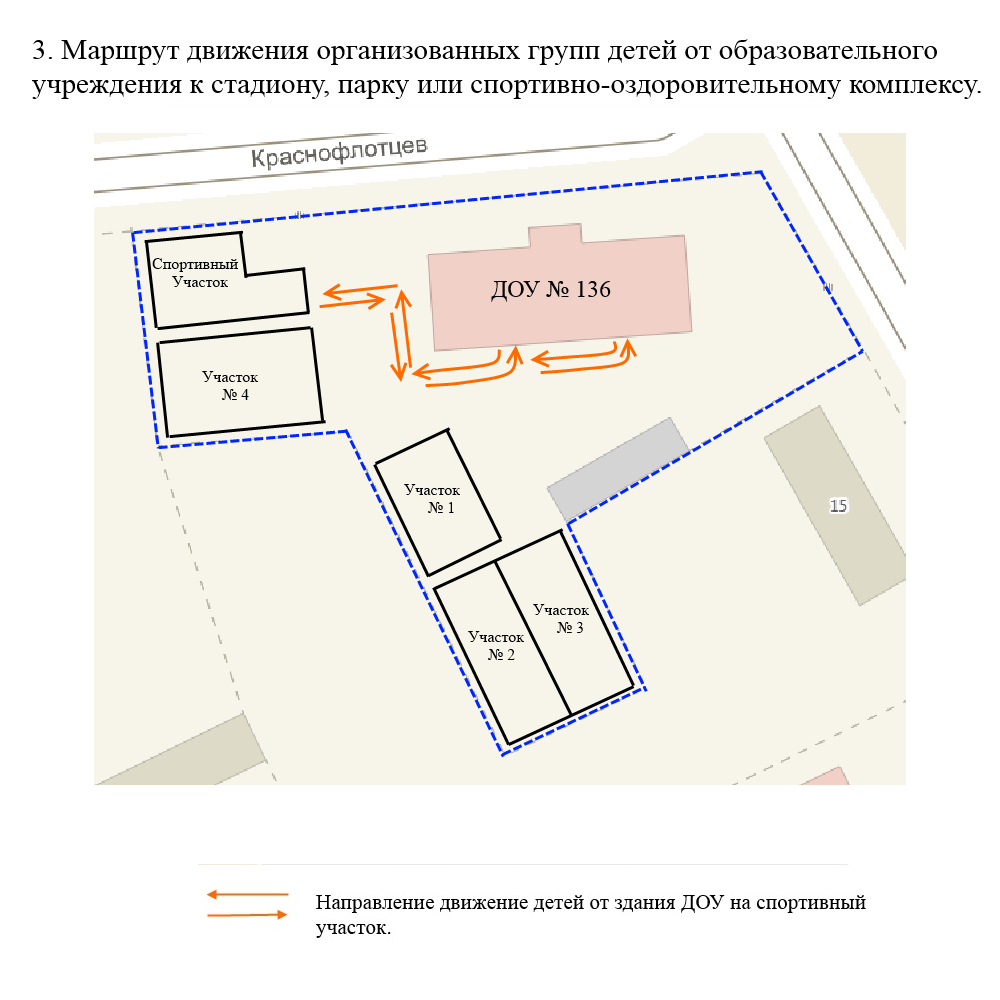 3. Маршрут движения организованных групп детей от образовательного
учреждения к стадиону, парку или спортивно-оздоровительному комплексу.
Краснофлотцев
Спортивный
Участок
ДОУ № 136
Участок
№ 4
Участок
№ 1
15
Участок
№ 3
Участок
№ 2
Направление движение детей от здания ДОУ на спортивный
участок.